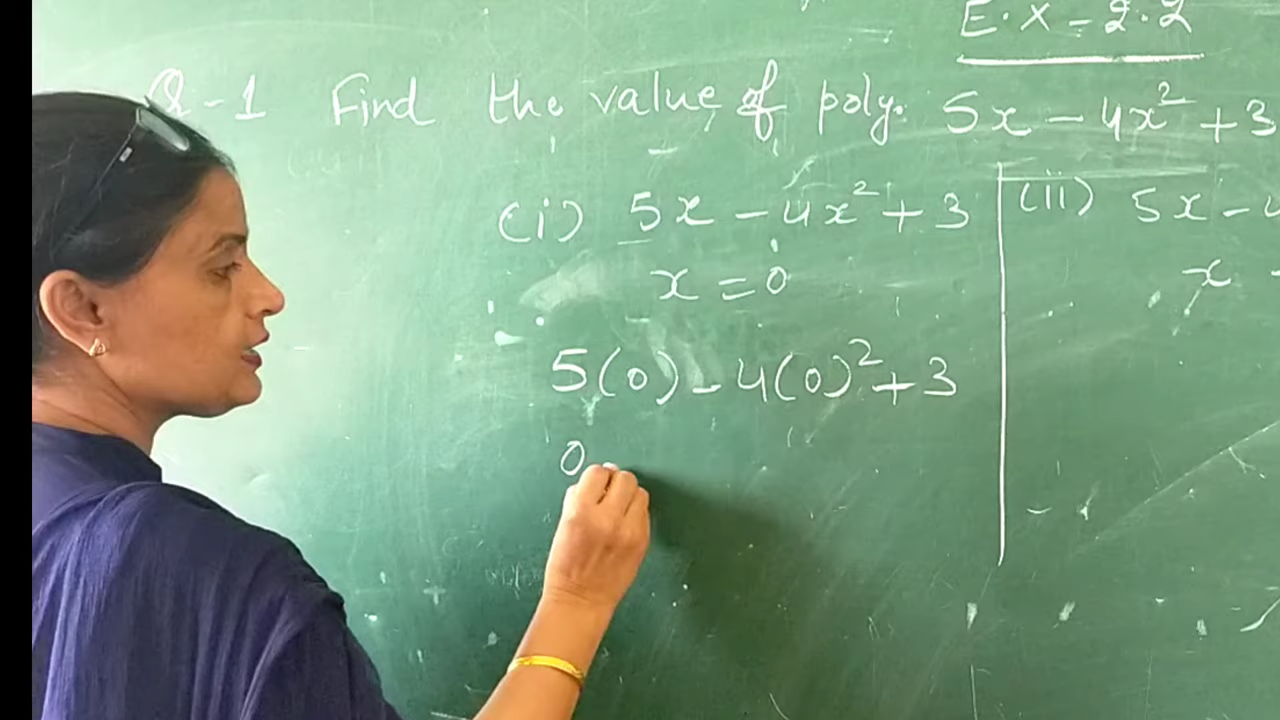 E.X-2.2
Q-1 Find the value of poly. 5x - 4x² + 3
(i) 5x - 4x² + 3
x = 0
5(0) - 4(0)² + 3
0
(ii) 5x - 4
x -